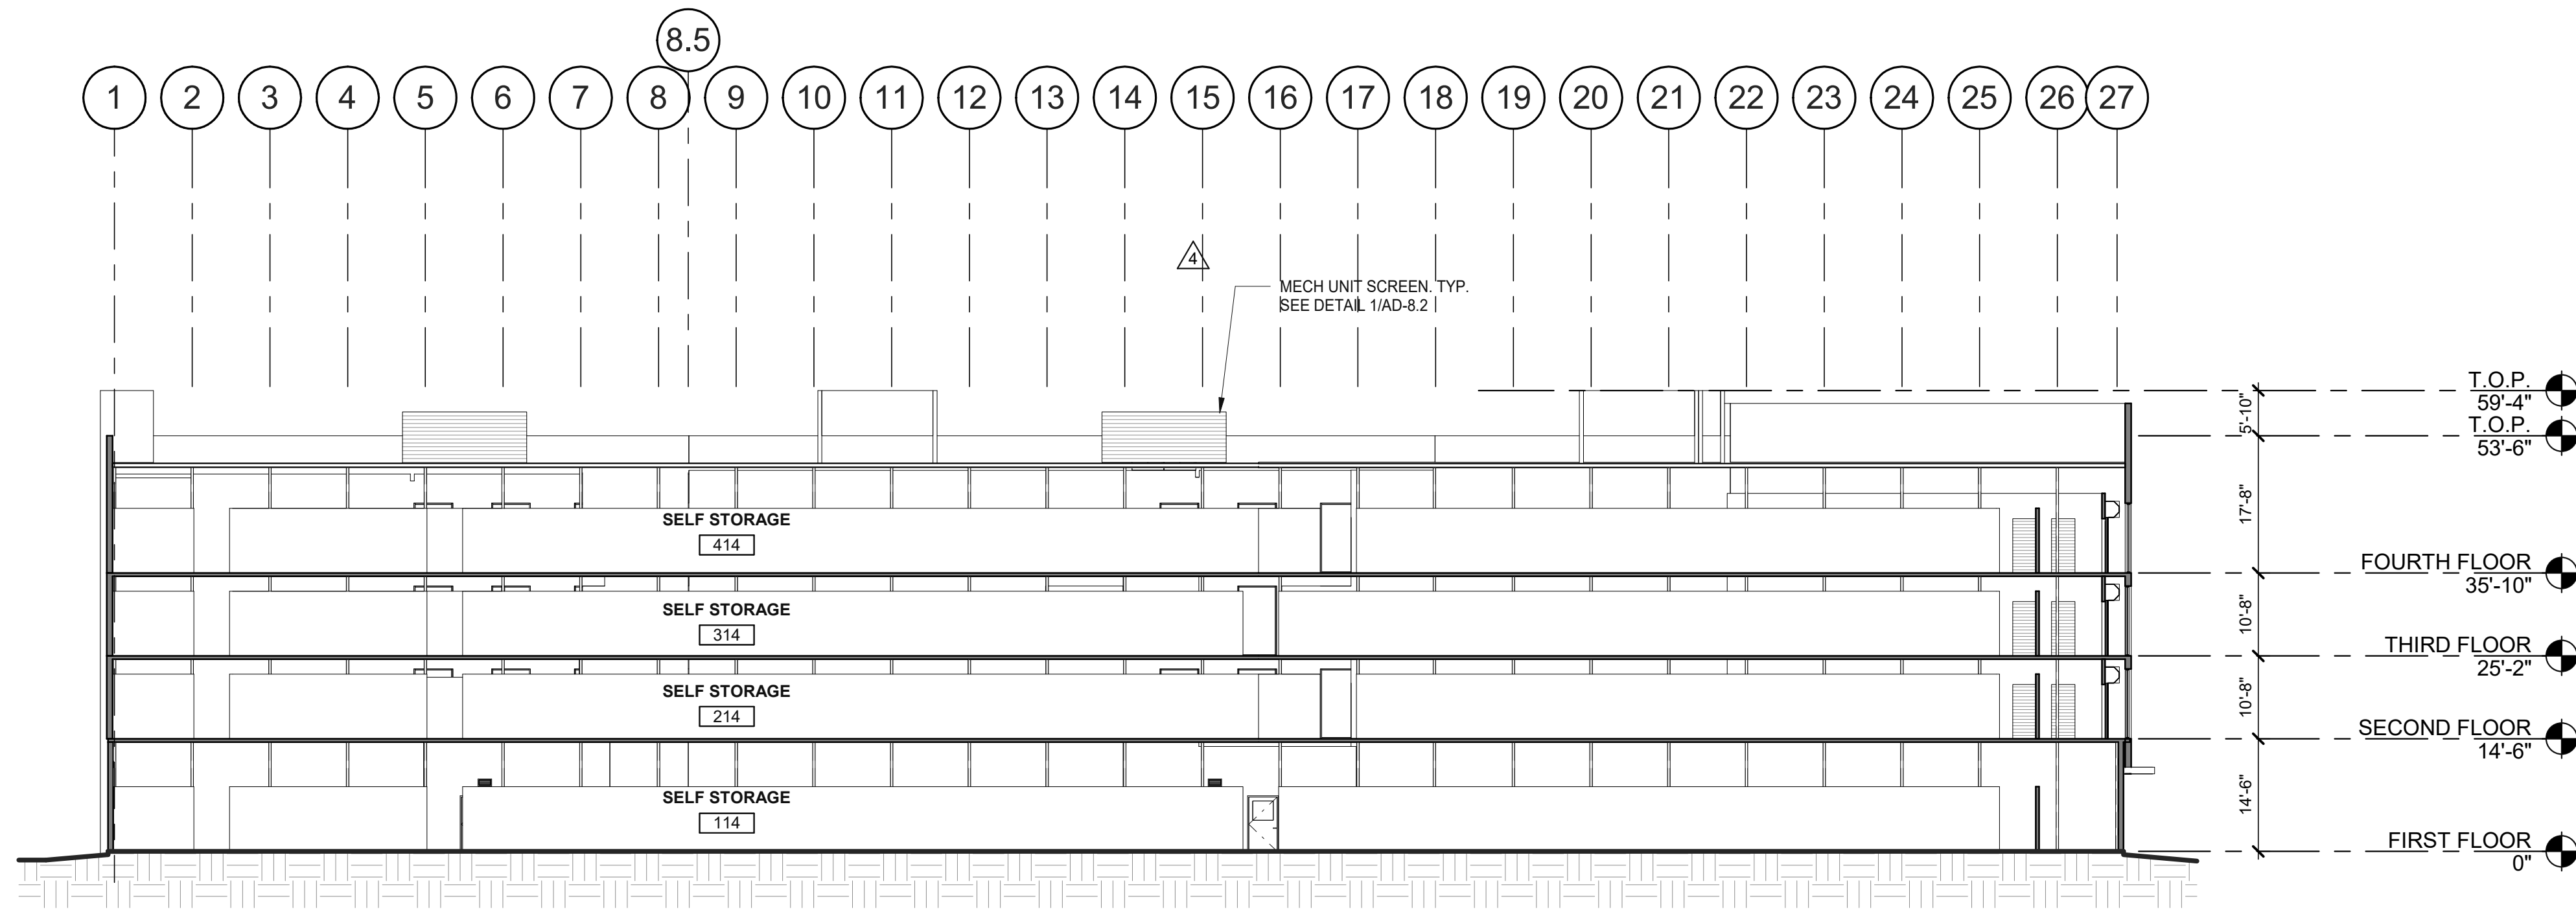 8.5
1 2 3 4 5 6 7 8 9 10 11 12 13 14 15 16 17 18 19 20 21 22 23 24 25 26 27
4
MECH UNIT SCREEN. TYP.
SEE DETAIL 1/AD-8.2
T.O.P.
59'-4"
5'-10"
T.O.P.
53'-6"
17'-8"
SELF STORAGE
414
FOURTH FLOOR
35'-10"
10'-8"
SELF STORAGE
314
THIRD FLOOR
25'-2"
10'-8"
SELF STORAGE
214
SECOND FLOOR
14'-6"
14'-6"
SELF STORAGE
114
FIRST FLOOR
0"